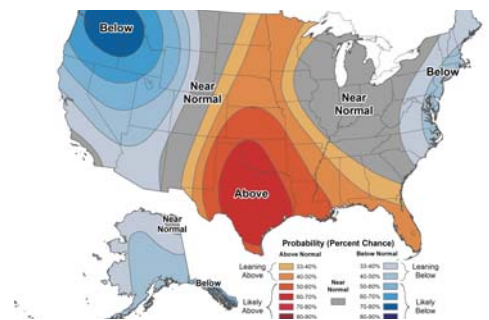 Below
Near
Normal
Near
Normal
Below
Above
Near
Normal
Below
Probability (Percent Chance)
Above Normal
Below Normal
Leaning
Above
33-40%
40-50%
Near
Normal
33-40%
40-50%
Leaning
Below
Likely
Above
50-60%
60-70%
70-80%
80-90%
50-60%
60-70%
70-80%
80-90%
Likely
Below